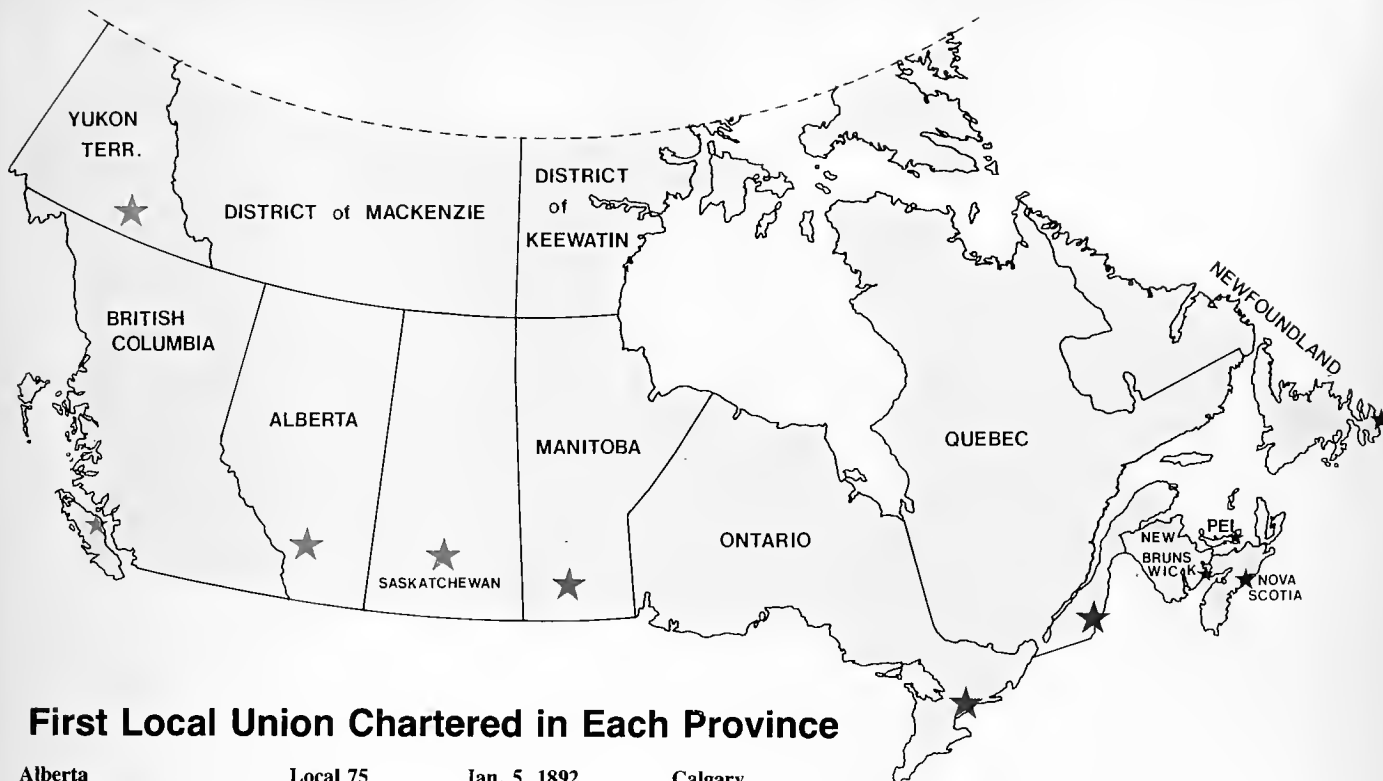 YUKON
TERR.
DISTRICT of MACKENZIE
DISTRICT
of
KEEWATIN
BRITISH
COLUMBIA
ALBERTA
SASKATCHEWAN
MANITOBA
ONTARIO
QUEBEC
NEWFOUNDLAND
PEI
NEW
BRUNS
WICK
NOVA
SCOTIA
First Local Union Chartered in Each Province
Alberta Local 75 Jan. 5, 1892 Calgary